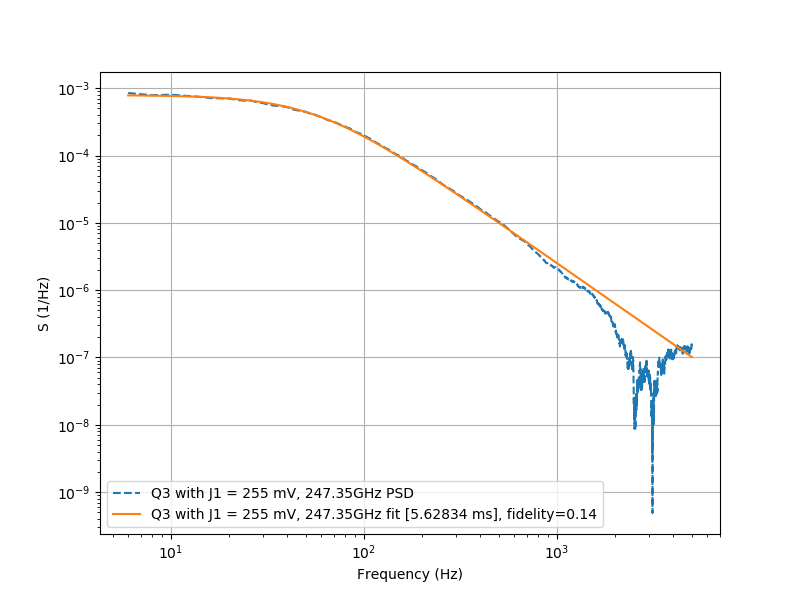 10⁻³
10⁻⁴
10⁻⁵
10⁻⁶
10⁻⁷
10⁻⁸
10⁻⁹
S (1/Hz)
Q3 with J1 = 255 mV, 247.35GHz PSD
Q3 with J1 = 255 mV, 247.35GHz fit [5.62834 ms], fidelity=0.14
10¹ 10² 10³
Frequency (Hz)